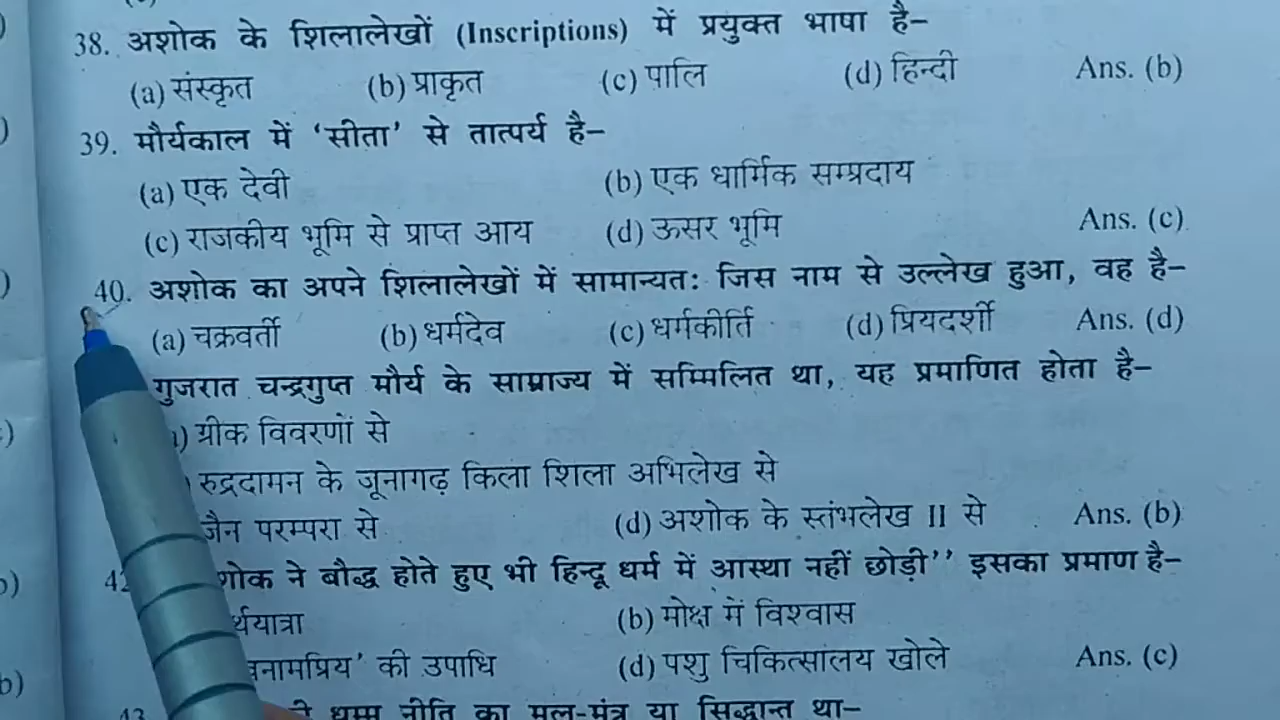 38. अशोक के शिलालेखों (Inscriptions) में प्रयुक्त भाषा है–
(a) संस्कृत (b) प्राकृत (c) पालि (d) हिन्दी Ans. (b)
39. मौर्यकाल में ‘सीता’ से तात्पर्य है–
(a) एक देवी (b) एक धार्मिक सम्प्रदाय
(c) राजकीय भूमि से प्राप्त आय (d) ऊसर भूमि Ans. (c)
40. अशोक का अपने शिलालेखों में सामान्यतः जिस नाम से उल्लेख हुआ, वह है–
(a) चक्रवर्ती (b) धर्मदेव (c) धर्मकीर्ति (d) प्रियदर्शी Ans. (d)
गुजरात चन्द्रगुप्त मौर्य के साम्राज्य में सम्मिलित था, यह प्रमाणित होता है–
ग्रीक विवरणों से
रुद्रदामन के जूनागढ़ किला शिला अभिलेख से
जैन परम्परा से (d) अशोक के स्तंभलेख II से Ans. (b)
ने बौद्ध होते हुए भी हिन्दू धर्म में आस्था नहीं छोड़ी’’ इसका प्रमाण है–
(b) मोक्ष में विश्वास
की उपाधि (d) पशु चिकित्सालय खोले Ans. (c)
धम्म नीति का मूल-मंत्र या सिद्धान्त था–